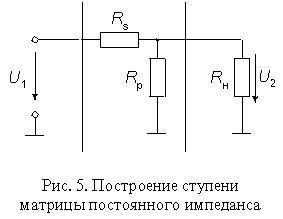 Rs
U1
Rp
Rн
U2
Рис. 5. Построение ступени
матрицы постоянного импеданса